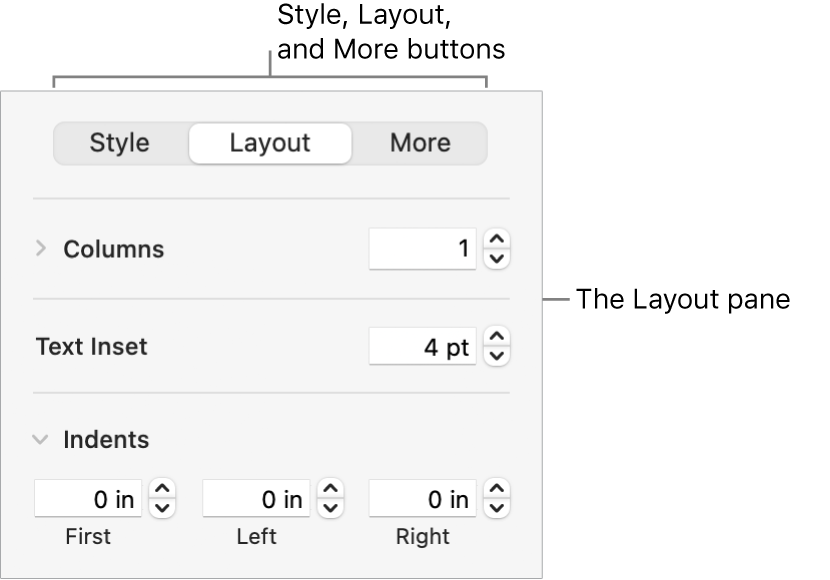 Style, Layout,
and More buttons
Style Layout More
Columns 1
The Layout pane
Text Inset 4 pt
Indents
0 in 0 in 0 in
First Left Right